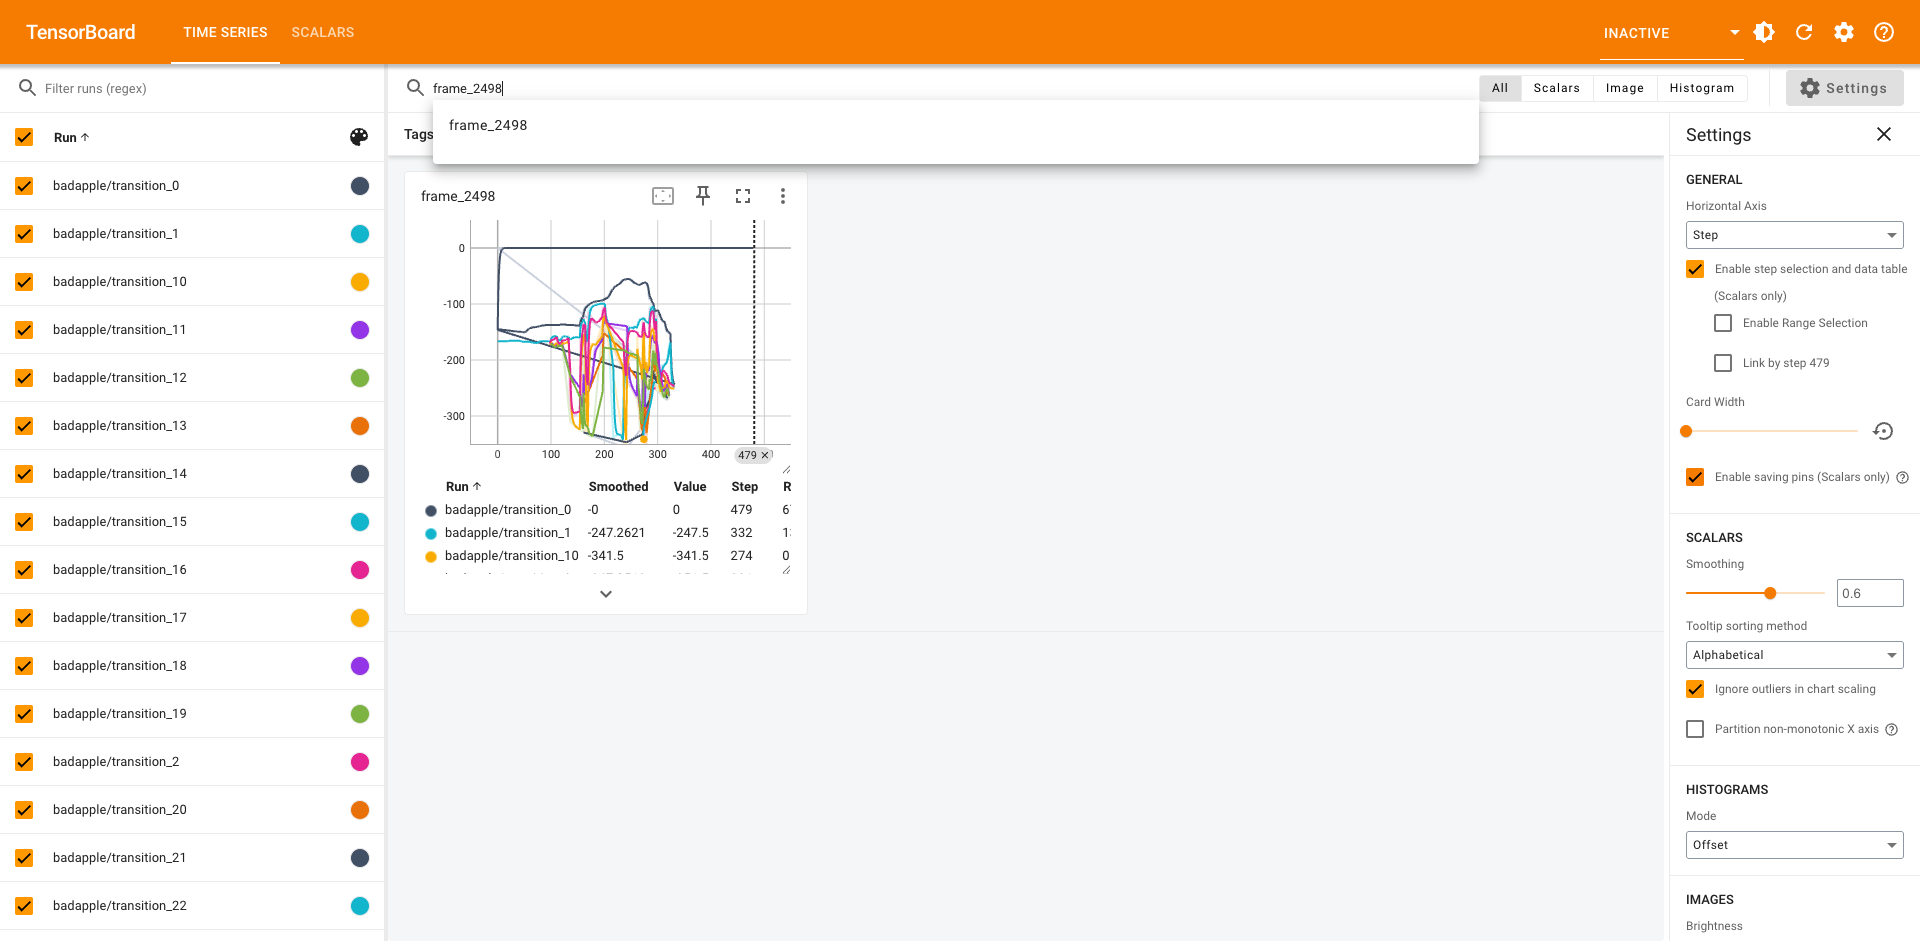 TensorBoard
TIME SERIES
SCALARS
INACTIVE
Filter runs (regex)
frame_2498
All
Scalars
Image
Histogram
Settings
frame_2498
Tags
Run
badapple/transition_0
badapple/transition_1
badapple/transition_10
badapple/transition_11
badapple/transition_12
badapple/transition_13
badapple/transition_14
badapple/transition_15
badapple/transition_16
badapple/transition_17
badapple/transition_18
badapple/transition_19
badapple/transition_2
badapple/transition_20
badapple/transition_21
badapple/transition_22
frame_2498
0
-100
-200
-300
0 100 200 300 400 479
Run Smoothed Value Step R
badapple/transition_0 -0 0 479
badapple/transition_1 -247.2621 -247.5 332
badapple/transition_10 -341.5 -341.5 274 0
Settings
GENERAL
Horizontal Axis
Step
Enable step selection and data table
(Scalars only)
Enable Range Selection
Link by step 479
Card Width
Enable saving pins (Scalars only)
SCALARS
Smoothing
0.6
Tooltip sorting method
Alphabetical
Ignore outliers in chart scaling
Partition non-monotonic X axis
HISTOGRAMS
Mode
Offset
IMAGES
Brightness